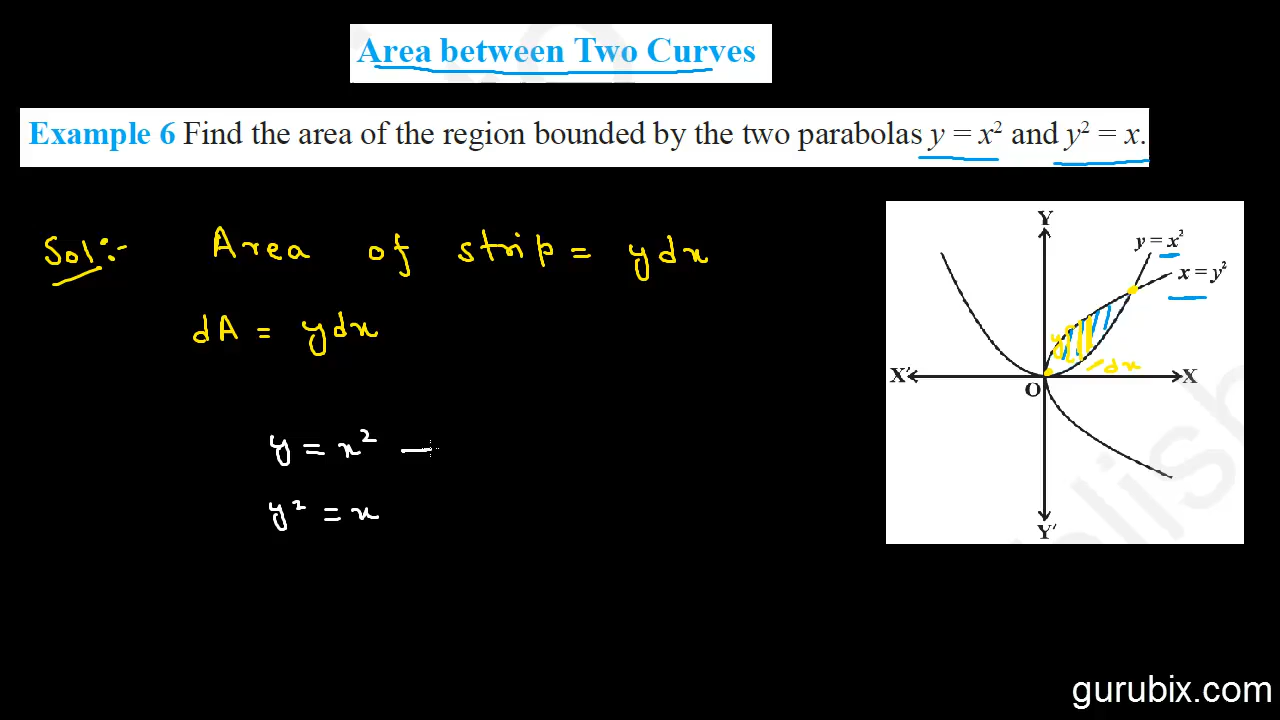 Area between Two Curves
Example 6 Find the area of the region bounded by the two parabolas y = x² and y² = x.
Sol:- Area of strip = ydx
dA = ydx
y = x² —
y² = x
Y
y = x²
x = y²
y
dx
X′
X
O
Y′
gurubix.com